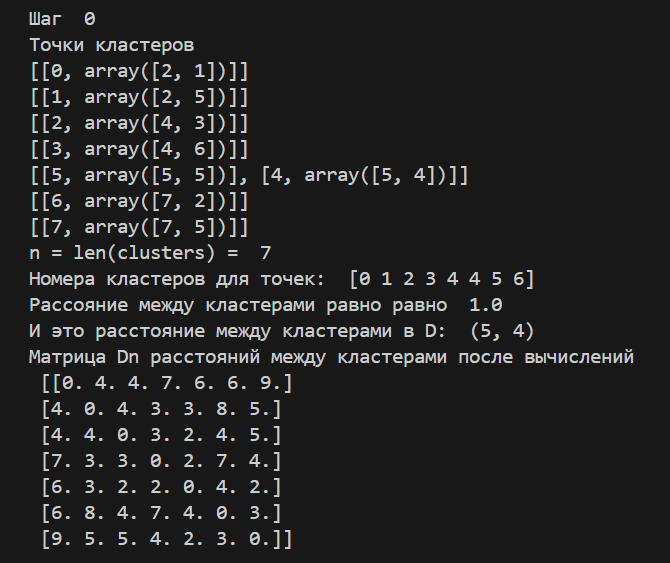 Шаг  0
Точки кластеров
[[0, array([2, 1])]]
[[1, array([2, 5])]]
[[2, array([4, 3])]]
[[3, array([4, 6])]]
[[5, array([5, 5])], [4, array([5, 4])]]
[[6, array([7, 2])]]
[[7, array([7, 5])]]
n = len(clusters) =  7
Номера кластеров для точек:  [0 1 2 3 4 4 5 6]
Рассояние между кластерами равно равно  1.0
И это расстояние между кластерами в D:  (5, 4)
Матрица Dn расстояний между кластерами после вычислений
[[0. 4. 4. 7. 6. 6. 9.]
[4. 0. 4. 3. 3. 8. 5.]
[4. 4. 0. 3. 2. 4. 5.]
[7. 3. 3. 0. 2. 7. 4.]
[6. 3. 2. 2. 0. 4. 2.]
[6. 8. 4. 7. 4. 0. 3.]
[9. 5. 5. 4. 2. 3. 0.]]